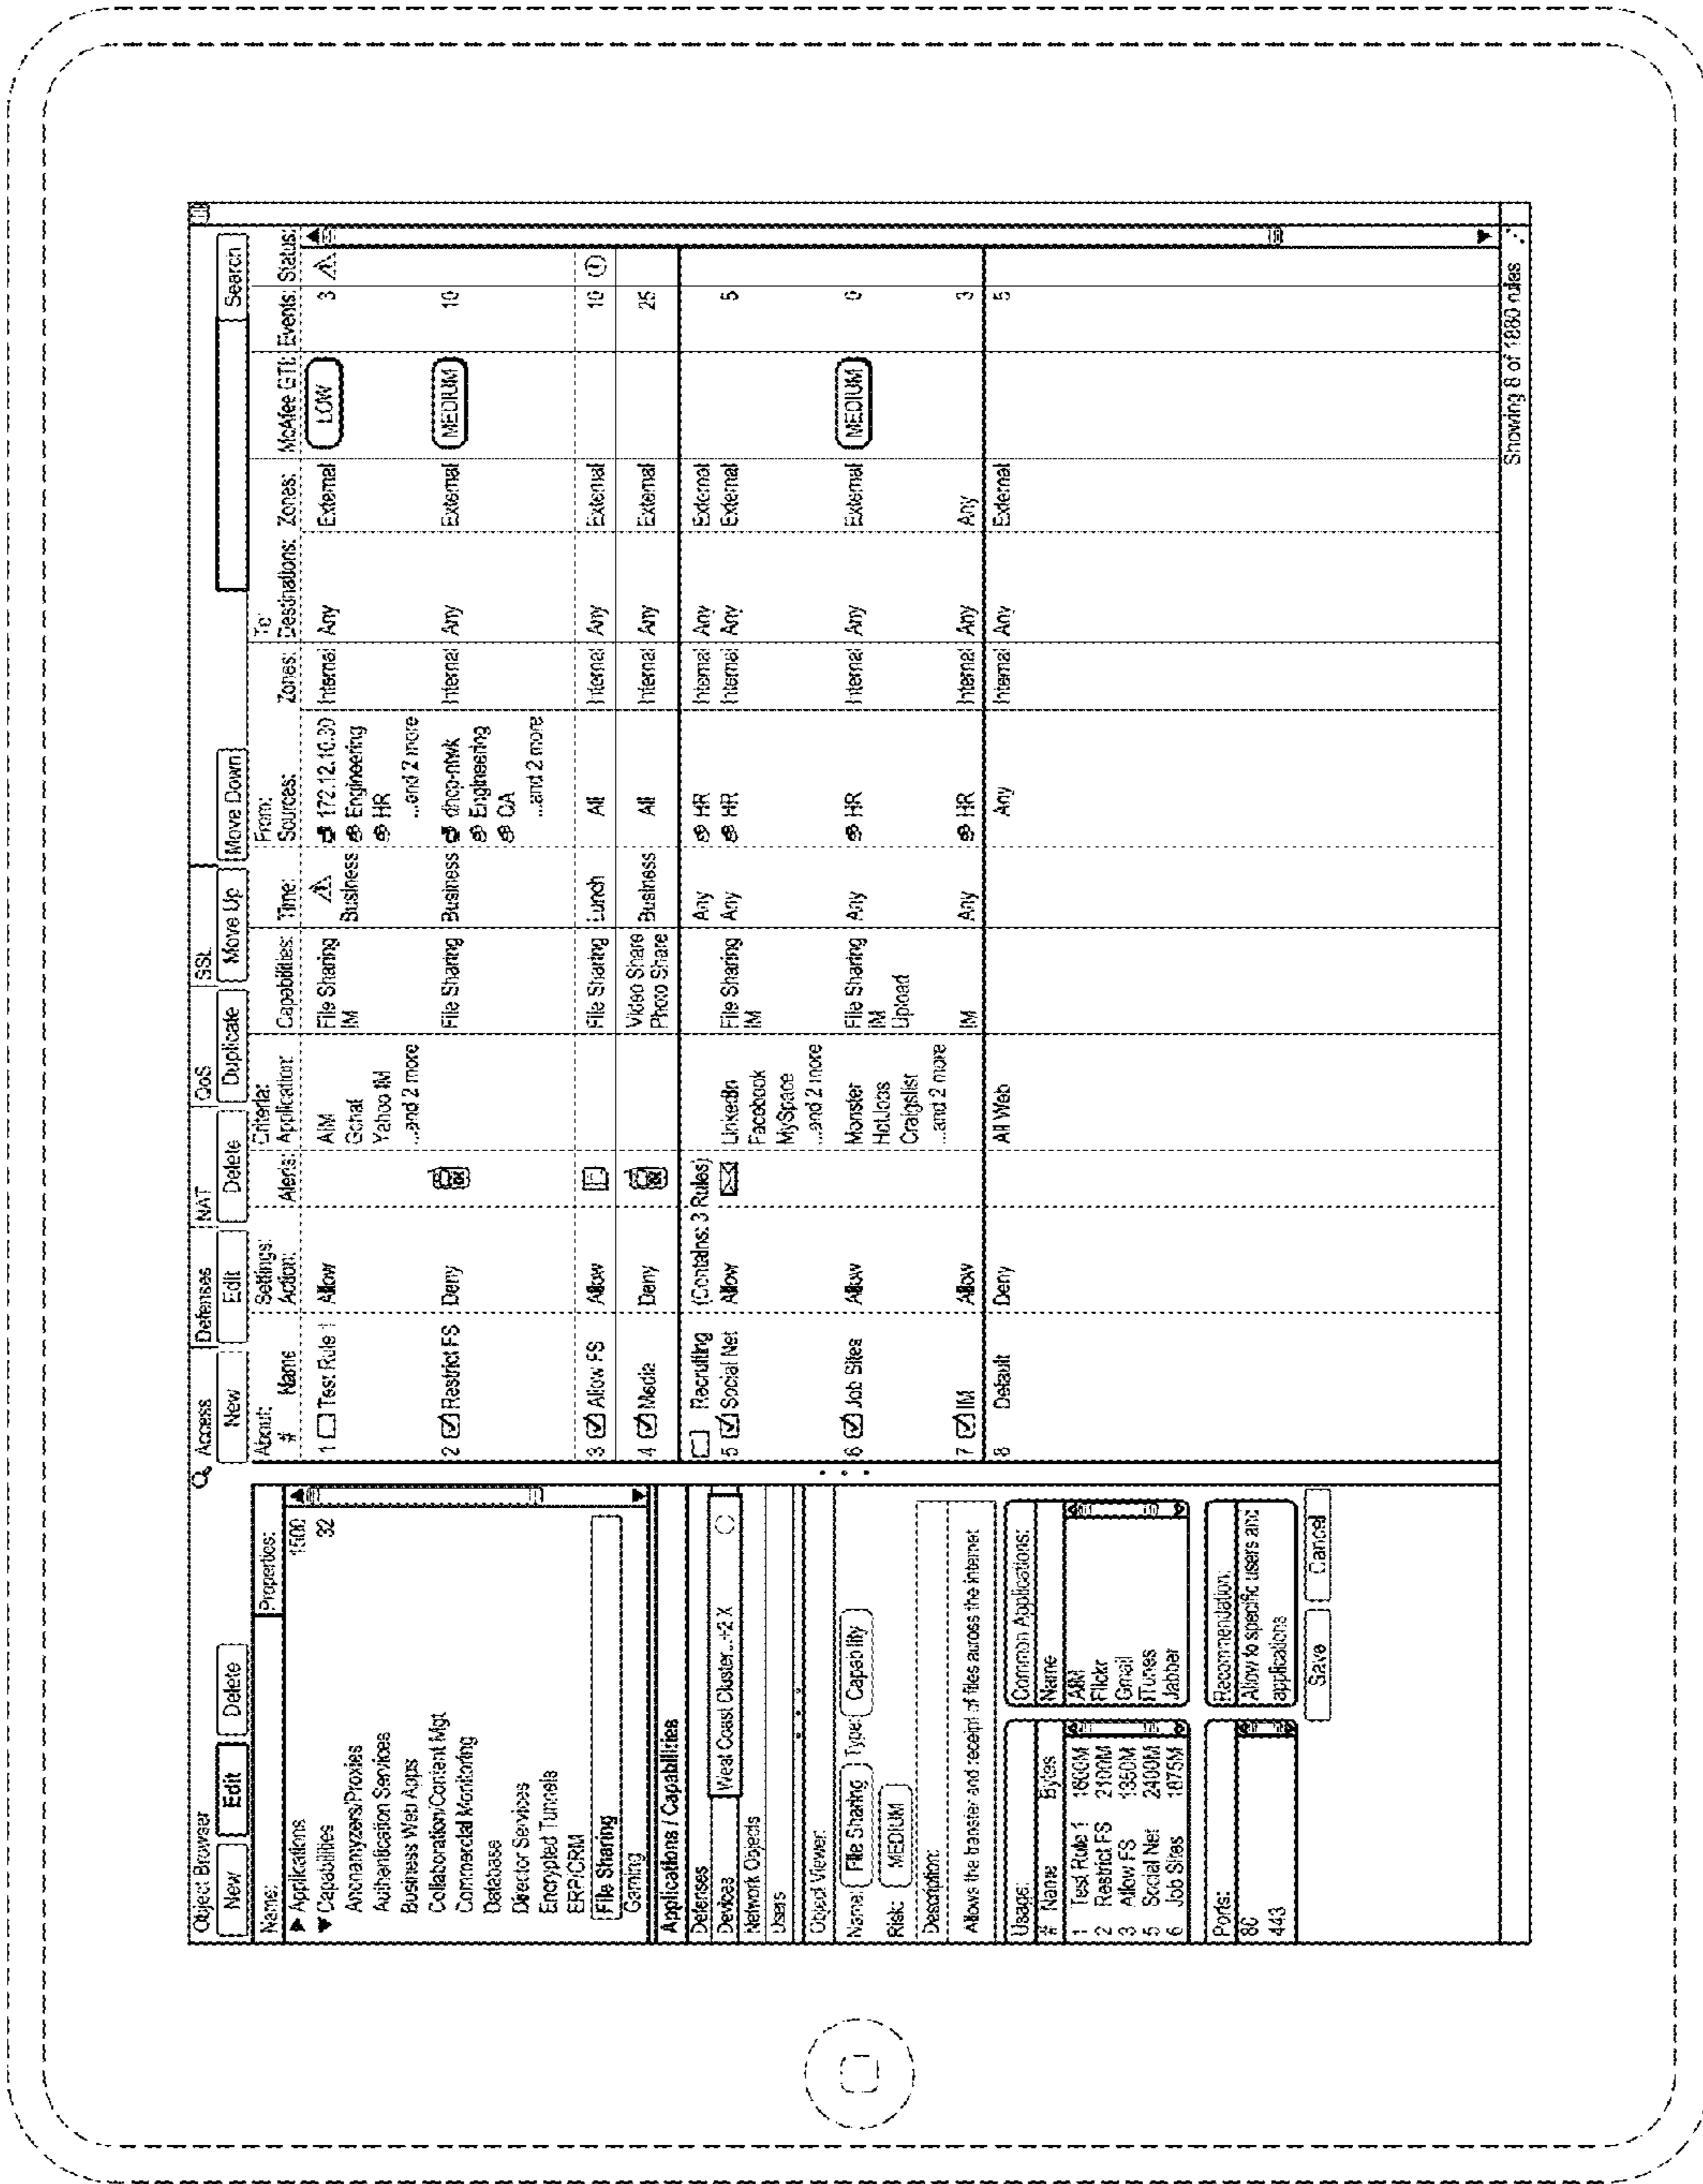 Object Browser
New Edit Delete
Name: Properties:
Applications 1500
Capabilities 32
Anonamyzers/Proxies
Authentification Services
Business Web Apps
Collaboration/Content Mgt
Commercial Monitoring
Database
Director Services
Encrypted Tunnels
ERP/CRM
File Sharing
Gaming
Applications / Capabilities
Defenses
Devices West Coast Cluster...+2 X
Network Objects
Users
Object Viewer:
Name: File Sharing Type: Capability
Risk: MEDIUM
Description:
Allows the transfer and receipt of files across the internet
Usage:
# Name Bytes
1 Test Rule 1 1600M
2 Restrict FS 2100M
3 Allow FS 1350M
5 Social Net 2400M
6 Job Sites 1875M
Common Applications:
Name
AIM
Flickr
Gmail
iTunes
Jabber
Ports:
80
443
Recommendation:
Allow to specific users and
applications
Save Cancel
Access Defenses NAT QoS SSL
New Edit Delete Duplicate Move Up Move Down Search
About: Settings: Criteria: From: To:
# Name Action: Alerts: Application: Capabilities: Time: Sources: Zones: Destinations: Zones: McAfee GTI: Events: Status:
1 Test Rule 1 Allow AIM File Sharing 172.12.10.30 Internal Any External LOW 3
Gchat IM Business Engineering
Yahoo IM HR
...and 2 more ...and 2 more
2 Restrict FS Deny File Sharing Business dhcp-ntwk Internal Any External MEDIUM 10
Engineering
QA
...and 2 more
3 Allow FS Allow File Sharing Lunch All Internal Any External 10
4 Media Deny Video Share Business All Internal Any External 25
Photo Share
Recruiting (Contains: 3 Rules) Any HR Internal Any External
5 Social Net Allow LinkedIn File Sharing Any HR Internal Any External 5
Facebook IM
MySpace
...and 2 more
6 Job Sites Allow Monster File Sharing Any HR Internal Any External MEDIUM 0
HotJobs IM
Craigslist Upload
...and 2 more
7 IM Allow IM Any HR Internal Any Any 3
8 Default Deny All Web Any Internal Any External 5
Showing 8 of 1880 rules